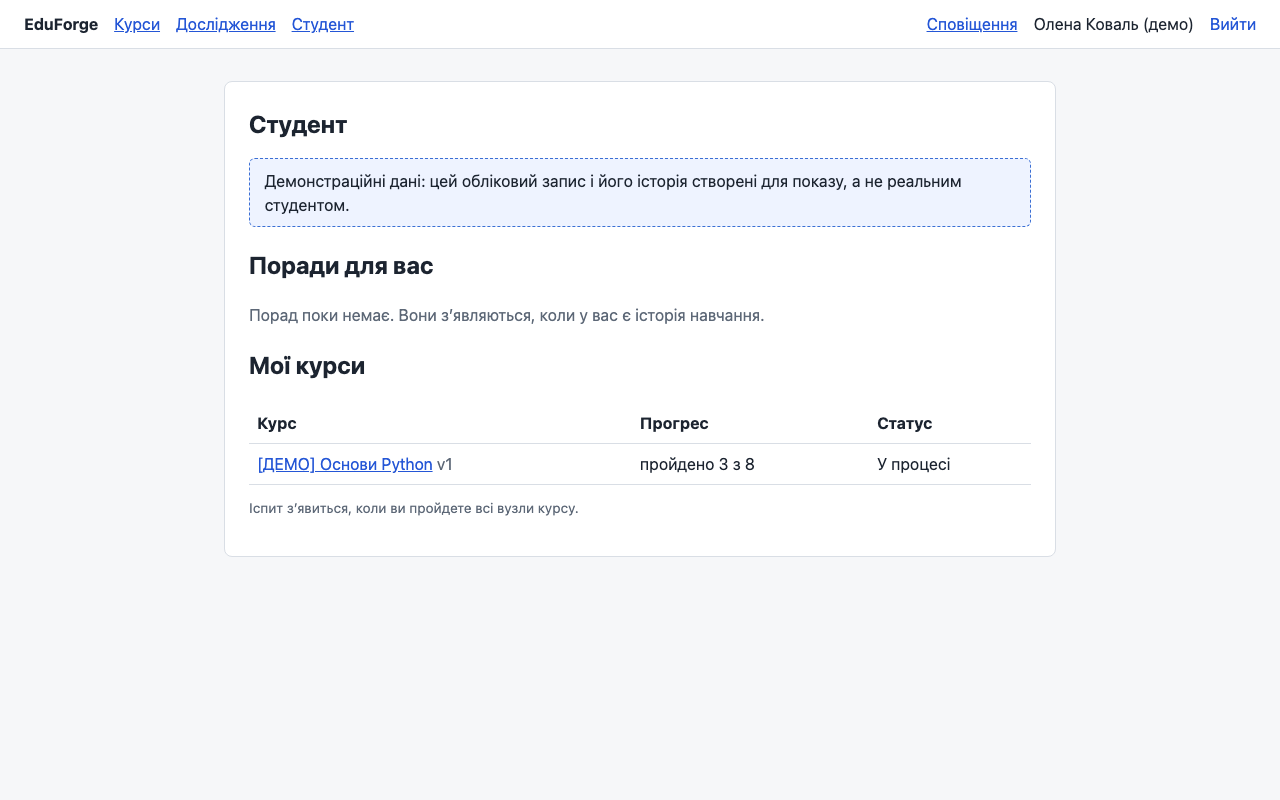 EduForge Курси Дослідження Студент Сповіщення Олена Коваль (демо) Вийти
Студент
Демонстраційні дані: цей обліковий запис і його історія створені для показу, а не реальним
студентом.
Поради для вас
Порад поки немає. Вони з’являються, коли у вас є історія навчання.
Мої курси
Курс Прогрес Статус
[ДЕМО] Основи Python v1 пройдено 3 з 8 У процесі
Іспит з’явиться, коли ви пройдете всі вузли курсу.